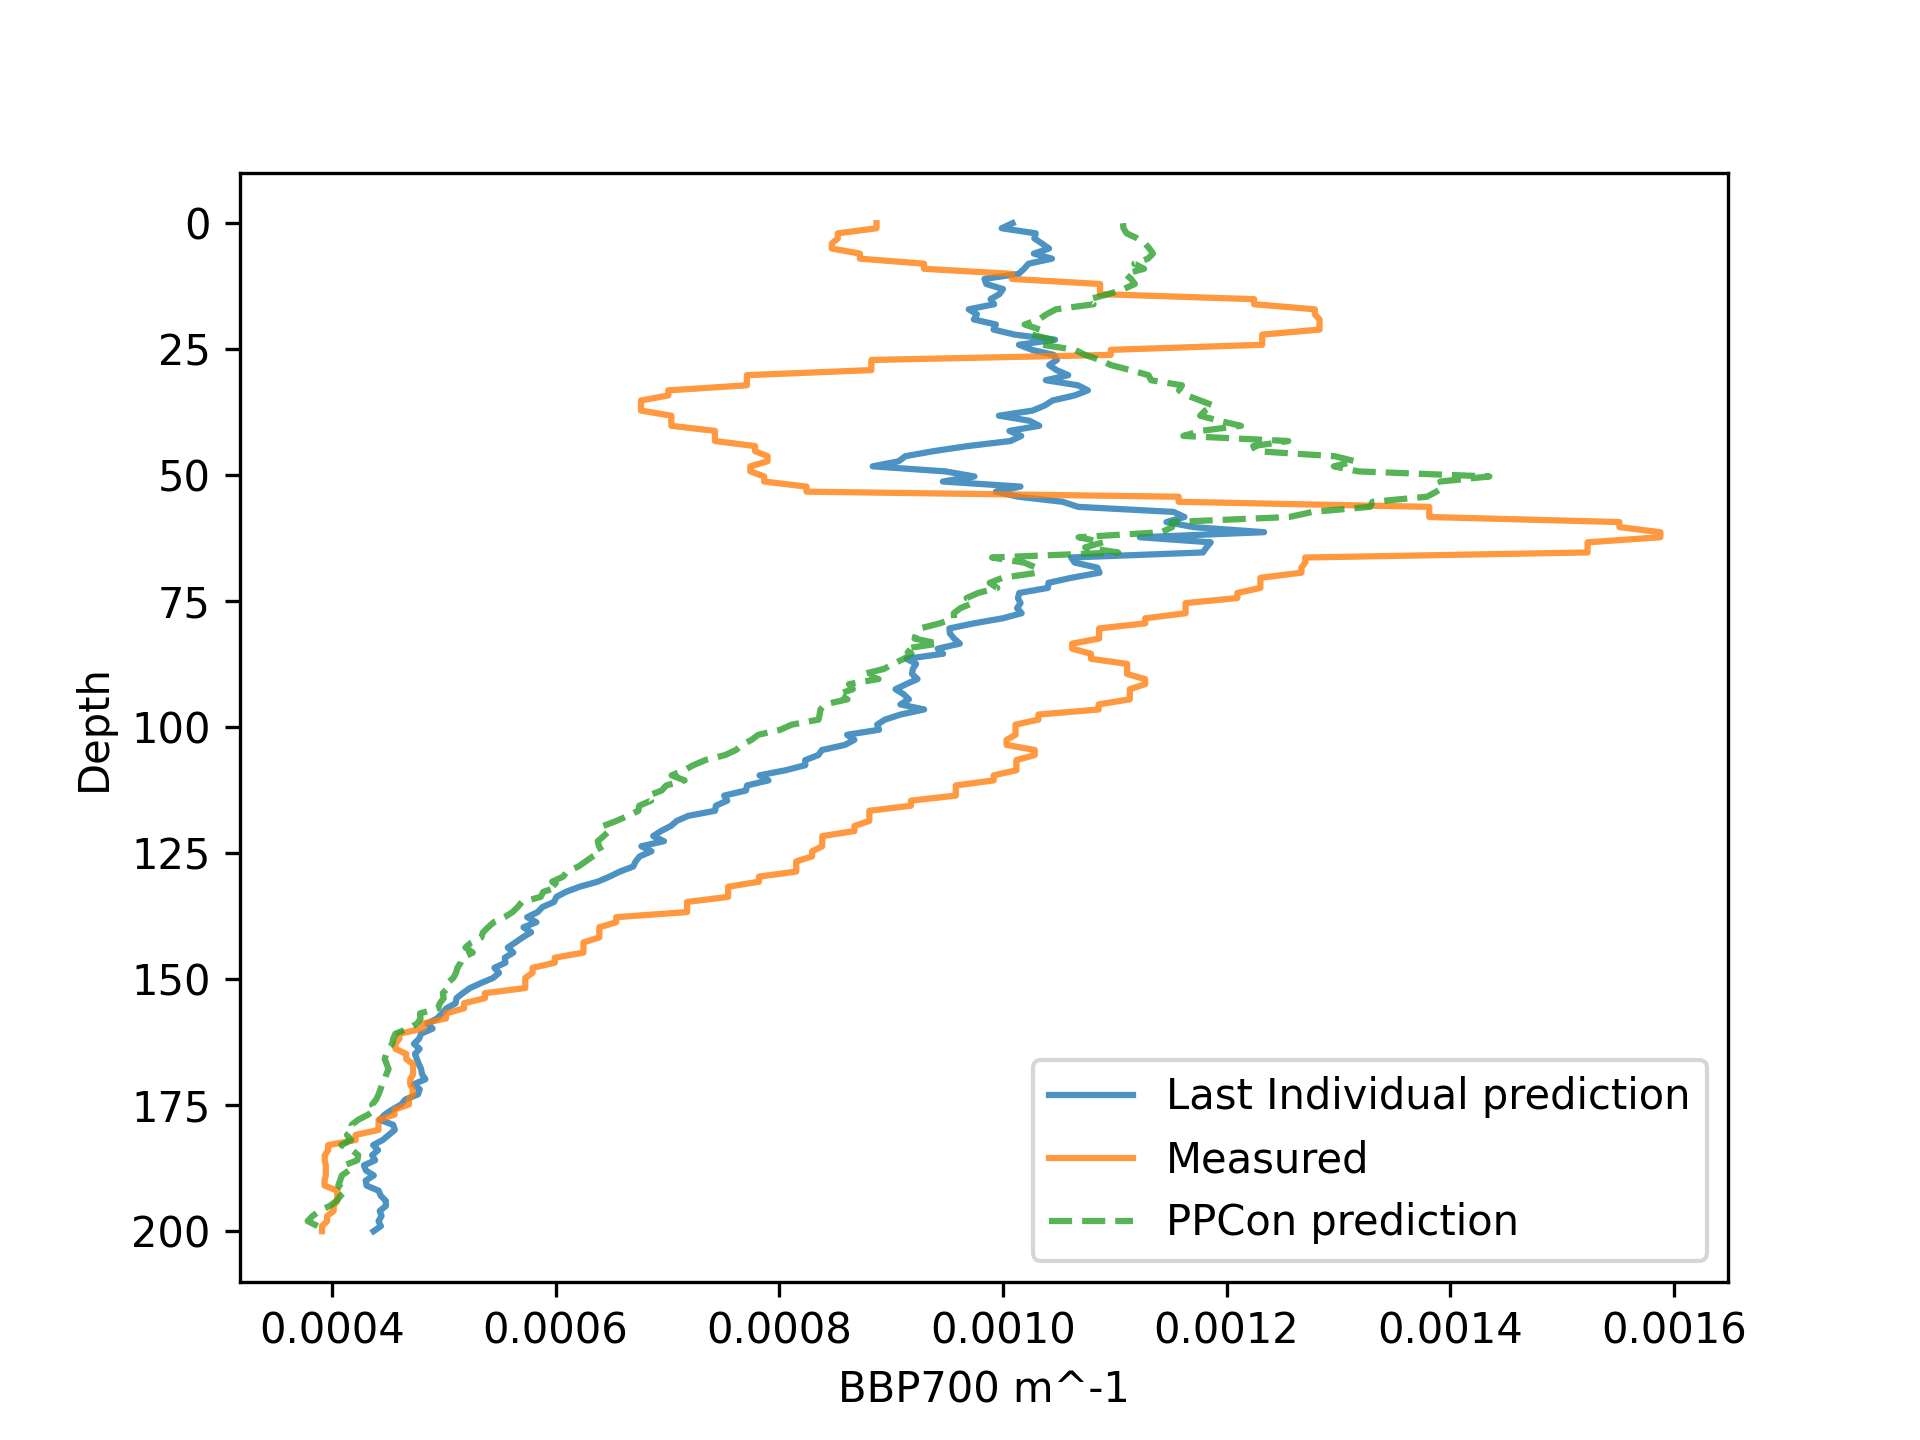 0
25
50
75
100
125
150
175
200
Depth
0.0004 0.0006 0.0008 0.0010 0.0012 0.0014 0.0016
BBP700 m^-1
Last Individual prediction
Measured
PPCon prediction